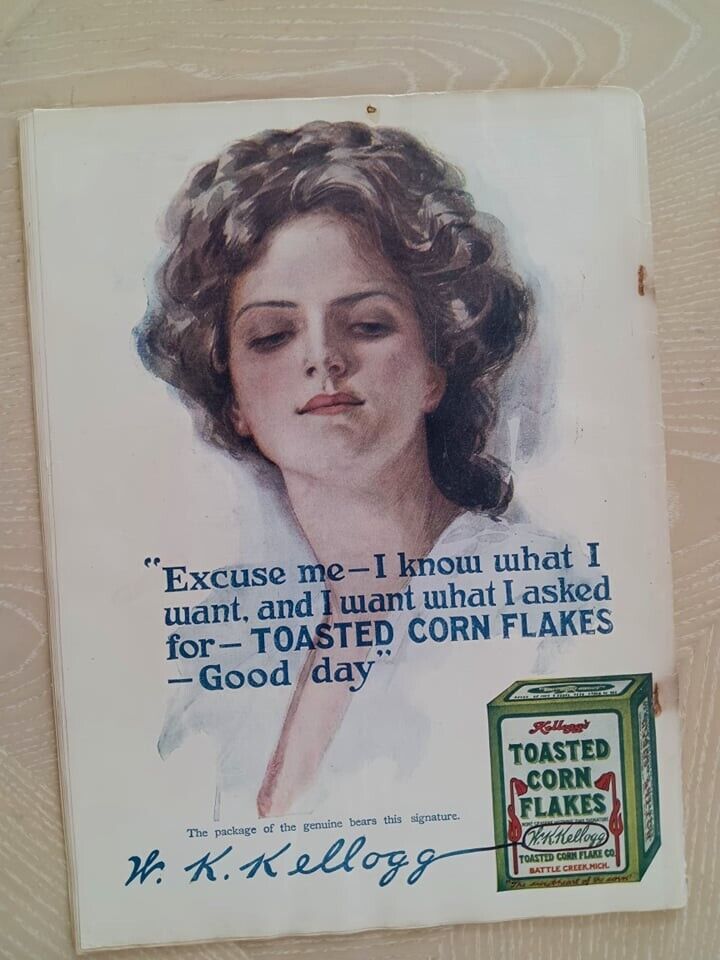 “Excuse me—I know what I
want, and I want what I asked
for—TOASTED CORN FLAKES
—Good day”
The package of the genuine bears this signature.
W. K. Kellogg
Kellogg's
TOASTED
CORN
FLAKES
W.K.Kellogg
TOASTED CORN FLAKE CO.
BATTLE CREEK, MICH.